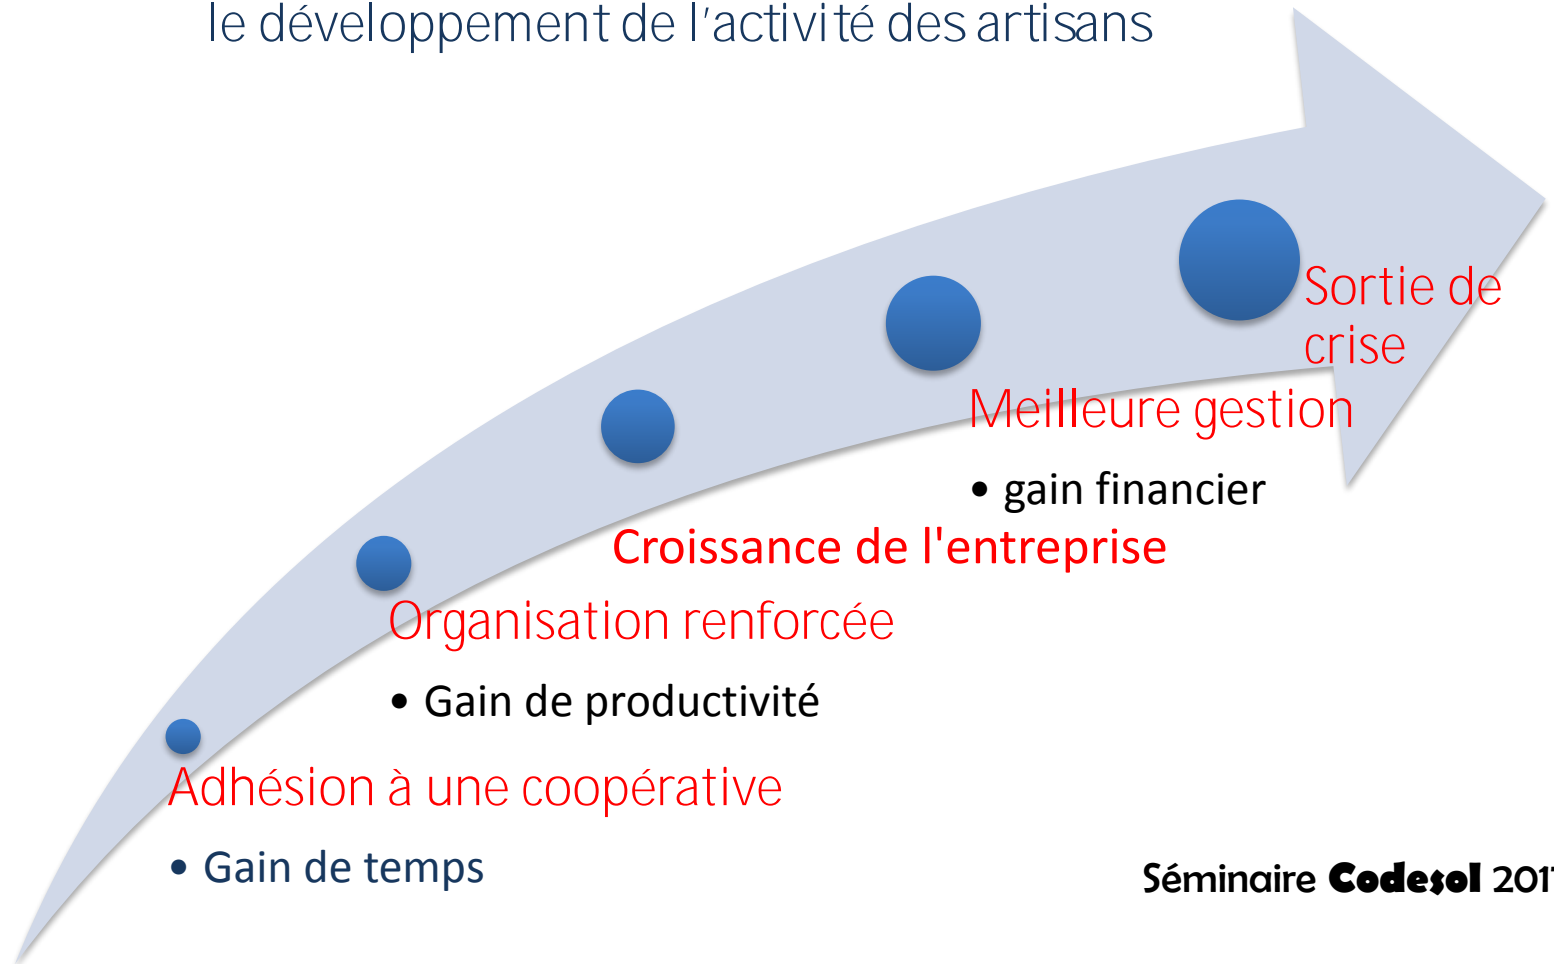 le développement de l'activité des artisans
Sortie de
crise
Meilleure gestion
• gain financier
Croissance de l'entreprise
Organisation renforcée
• Gain de productivité
Adhésion à une coopérative
• Gain de temps
Séminaire Codesol